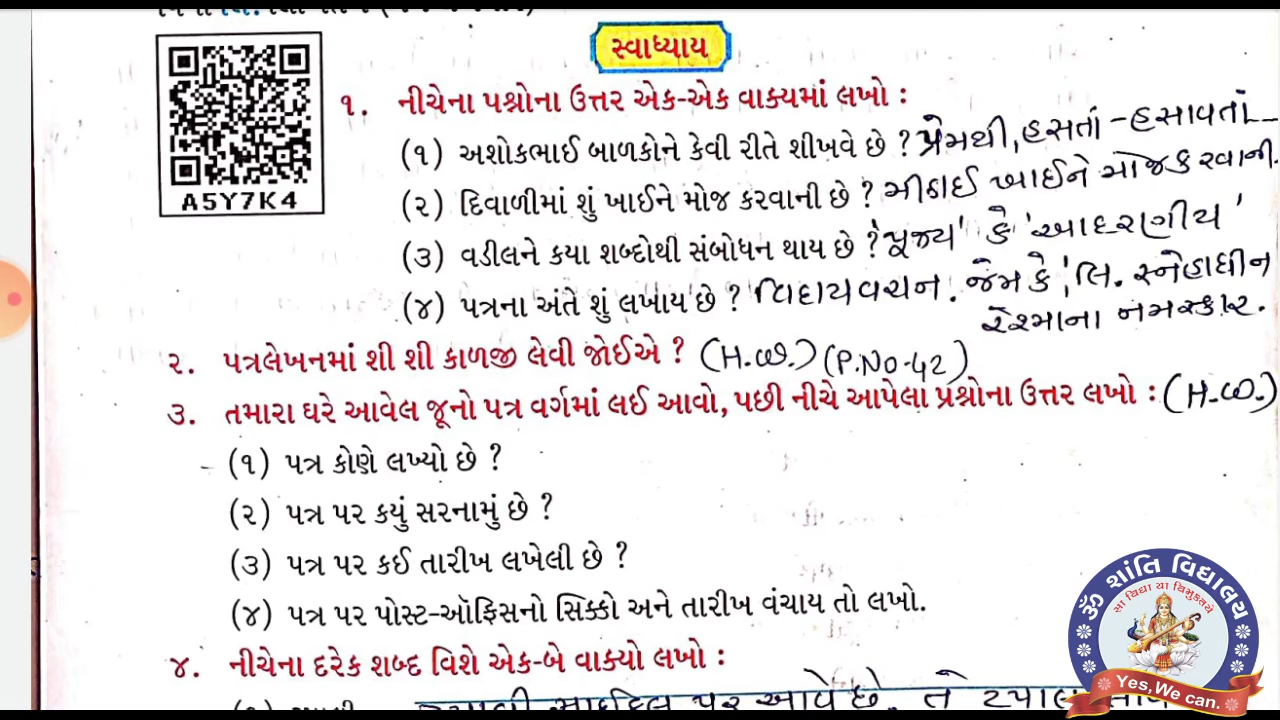 સ્વાધ્યાય
A5Y7K4
૧. નીચેના પશ્નોના ઉત્તર એક-એક વાક્યમાં લખો :
(૧) અશોકભાઈ બાળકોને કેવી રીતે શીખવે છે ? પ્રેમથી, હસતાં-હસાવતાં
(૨) દિવાળીમાં શું ખાઈને મોજ કરવાની છે ? મીઠાઈ ખાઈને મોજ કરવાની.
(૩) વડીલને કયા શબ્દોથી સંબોધન થાય છે ? 'પૂજ્ય' કે 'આદરણીય'
(૪) પત્રના અંતે શું લખાય છે ? વિદાયવચન. જેમ કે, 'લિ. સ્નેહાધીન
રેશ્માના નમસ્કાર.
૨. પત્રલેખનમાં શી શી કાળજી લેવી જોઈએ ? (H.W.) (P.No-42)
૩. તમારા ઘરે આવેલ જૂનો પત્ર વર્ગમાં લઈ આવો, પછી નીચે આપેલા પ્રશ્નોના ઉત્તર લખો : (H.W.)
(૧) પત્ર કોણે લખ્યો છે ?
(૨) પત્ર પર કયું સરનામું છે ?
(૩) પત્ર પર કઈ તારીખ લખેલી છે ?
(૪) પત્ર પર પોસ્ટ-ઑફિસનો સિક્કો અને તારીખ વંચાય તો લખો.
૪. નીચેના દરેક શબ્દ વિશે એક-બે વાક્યો લખો :
પર આવે છે. તે ટપાલ
ૐ શાંતિ વિદ્યાલય
સા વિદ્યા યા વિમુક્તયે
Yes, We can.